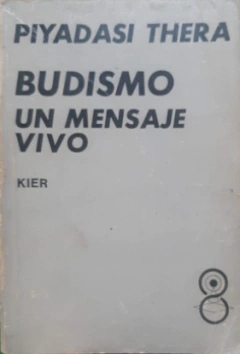 PIYADASI THERA
BUDISMO
UN MENSAJE
VIVO
KIER